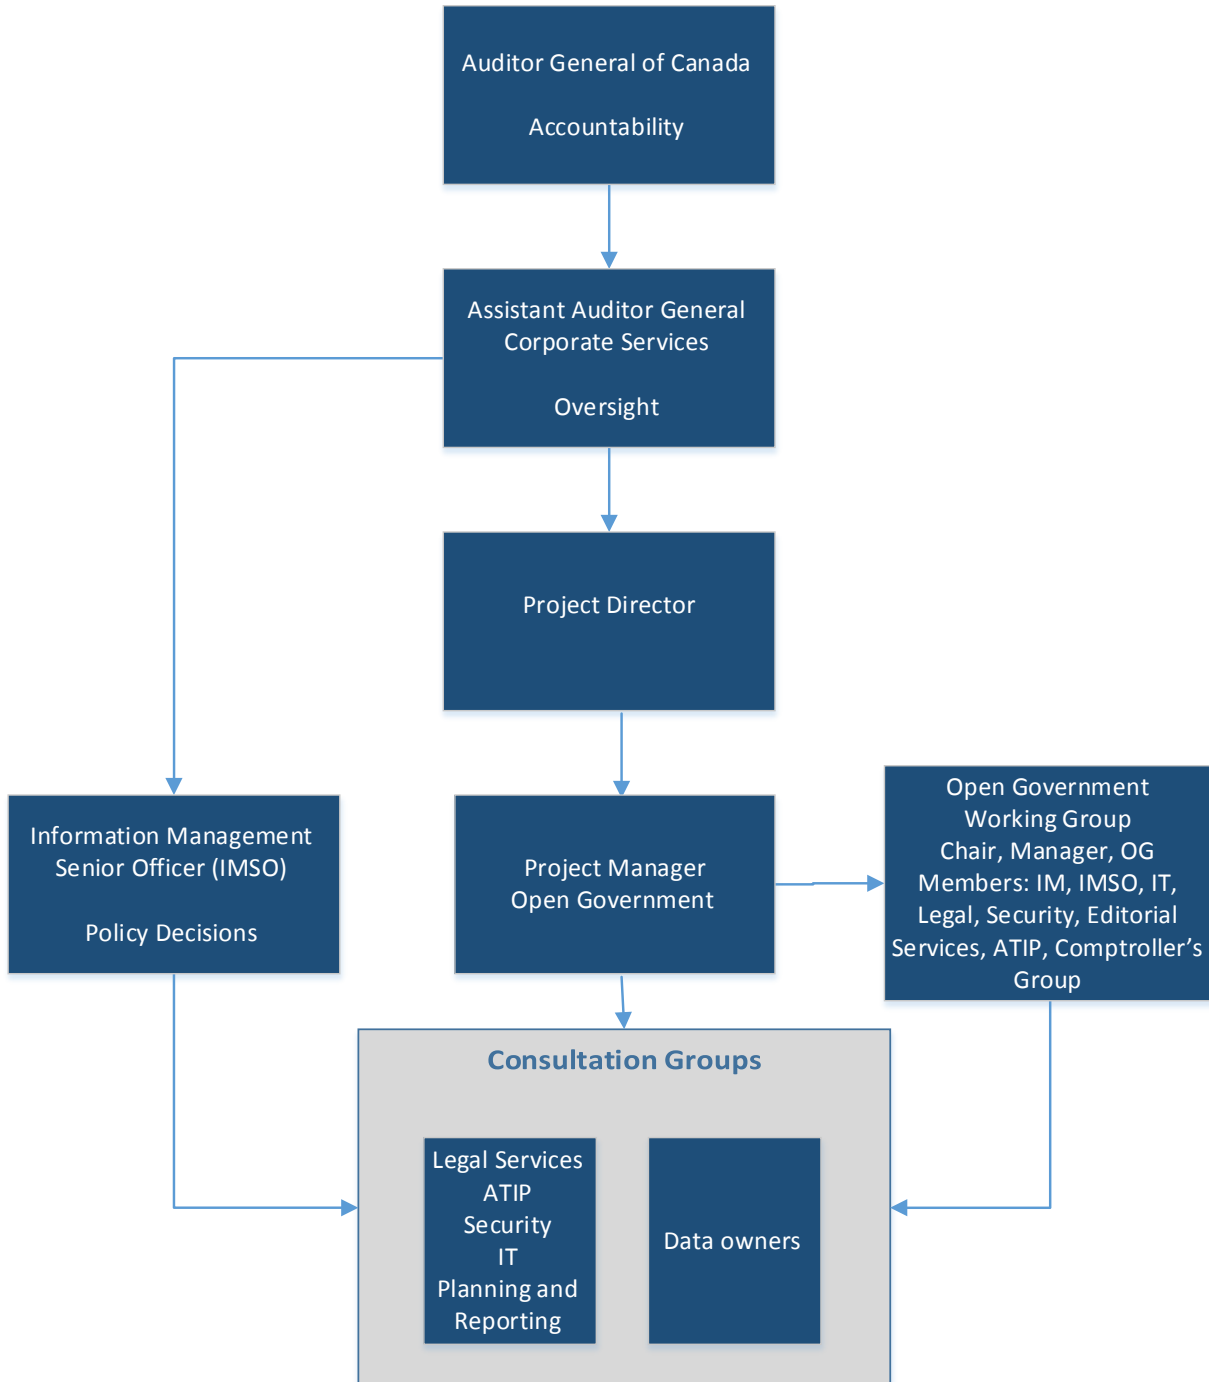 Auditor General of Canada
Accountability
Assistant Auditor General
Corporate Services
Oversight
Project Director
Information Management
Senior Officer (IMSO)
Policy Decisions
Project Manager
Open Government
Open Government
Working Group
Chair, Manager, OG
Members: IM, IMSO, IT,
Legal, Security, Editorial
Services, ATIP, Comptroller’s
Group
Consultation Groups
Legal Services
ATIP
Security
IT
Planning and
Reporting
Data owners